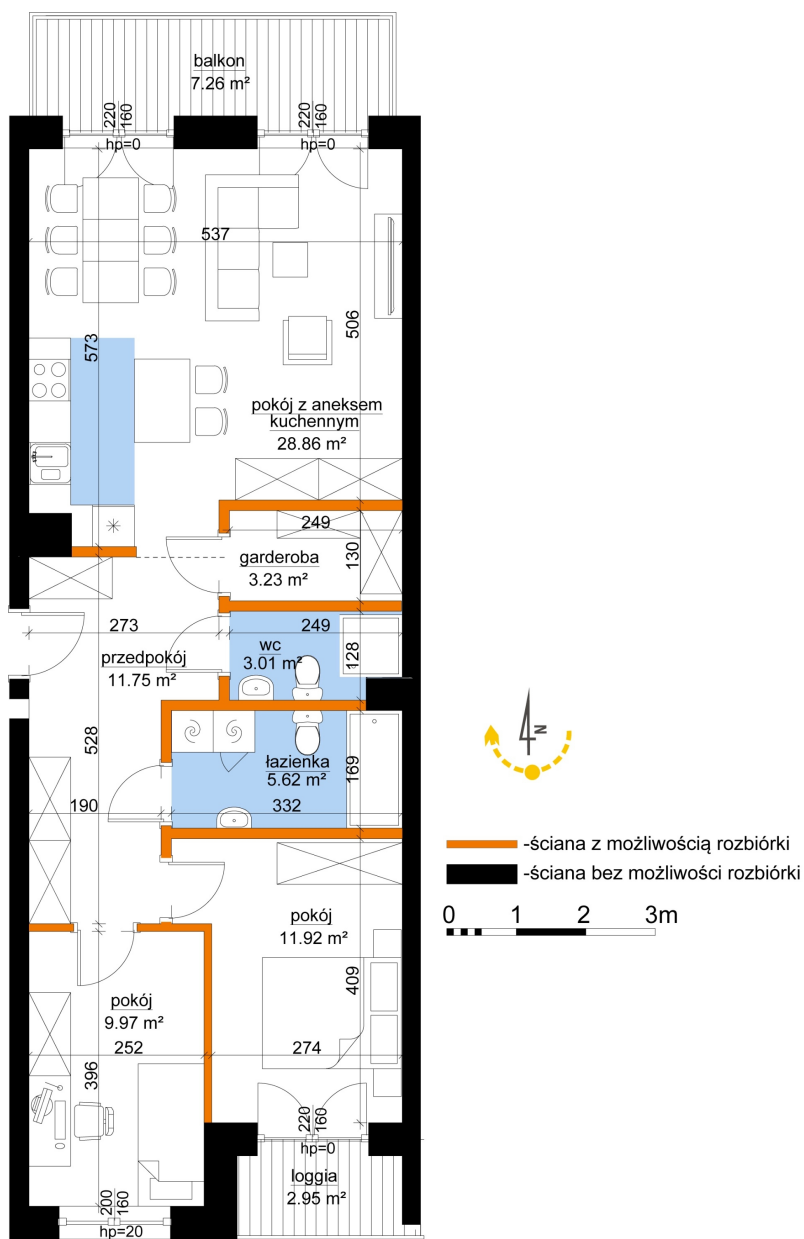 balkon
7.26 m²
220
160
hp=0
220
160
hp=0
537
573
506
pokój z aneksem
kuchennym
28.86 m²
249
garderoba
3.23 m²
130
273
249
wc
3.01 m²
128
przedpokój
11.75 m²
528
łazienka
5.62 m²
169
190
332
N
-ściana z możliwością rozbiórki
-ściana bez możliwości rozbiórki
0 1 2 3m
pokój
11.92 m²
409
pokój
9.97 m²
252
274
396
220
160
hp=0
loggia
2.95 m²
200
160
hp=20